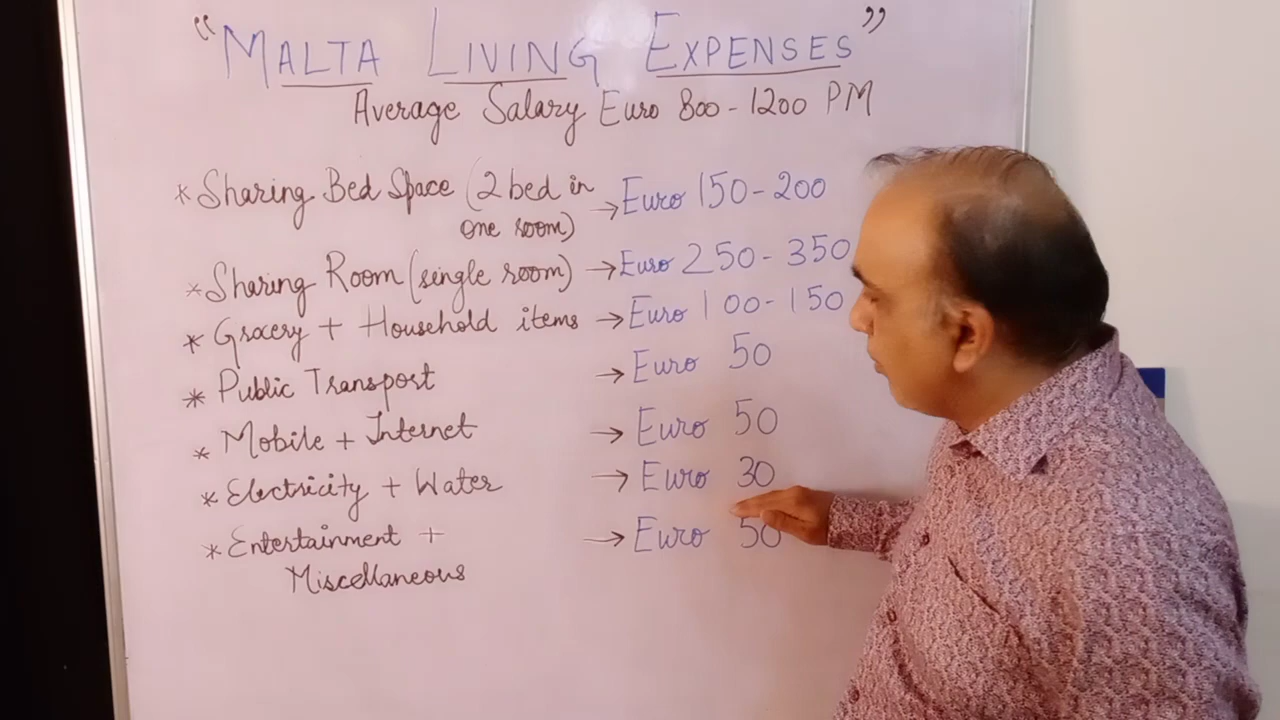 “MALTA LIVING EXPENSES”
Average Salary Euro 800 - 1200 PM
* Sharing Bed Space (2 bed in one room) → Euro 150 - 200
* Sharing Room (single room) → Euro 250 - 350
* Grocery + Household items → Euro 100 - 150
* Public Transport → Euro 50
* Mobile + Internet → Euro 50
* Electricity + Water → Euro 30
* Entertainment + → Euro 50
Miscellaneous